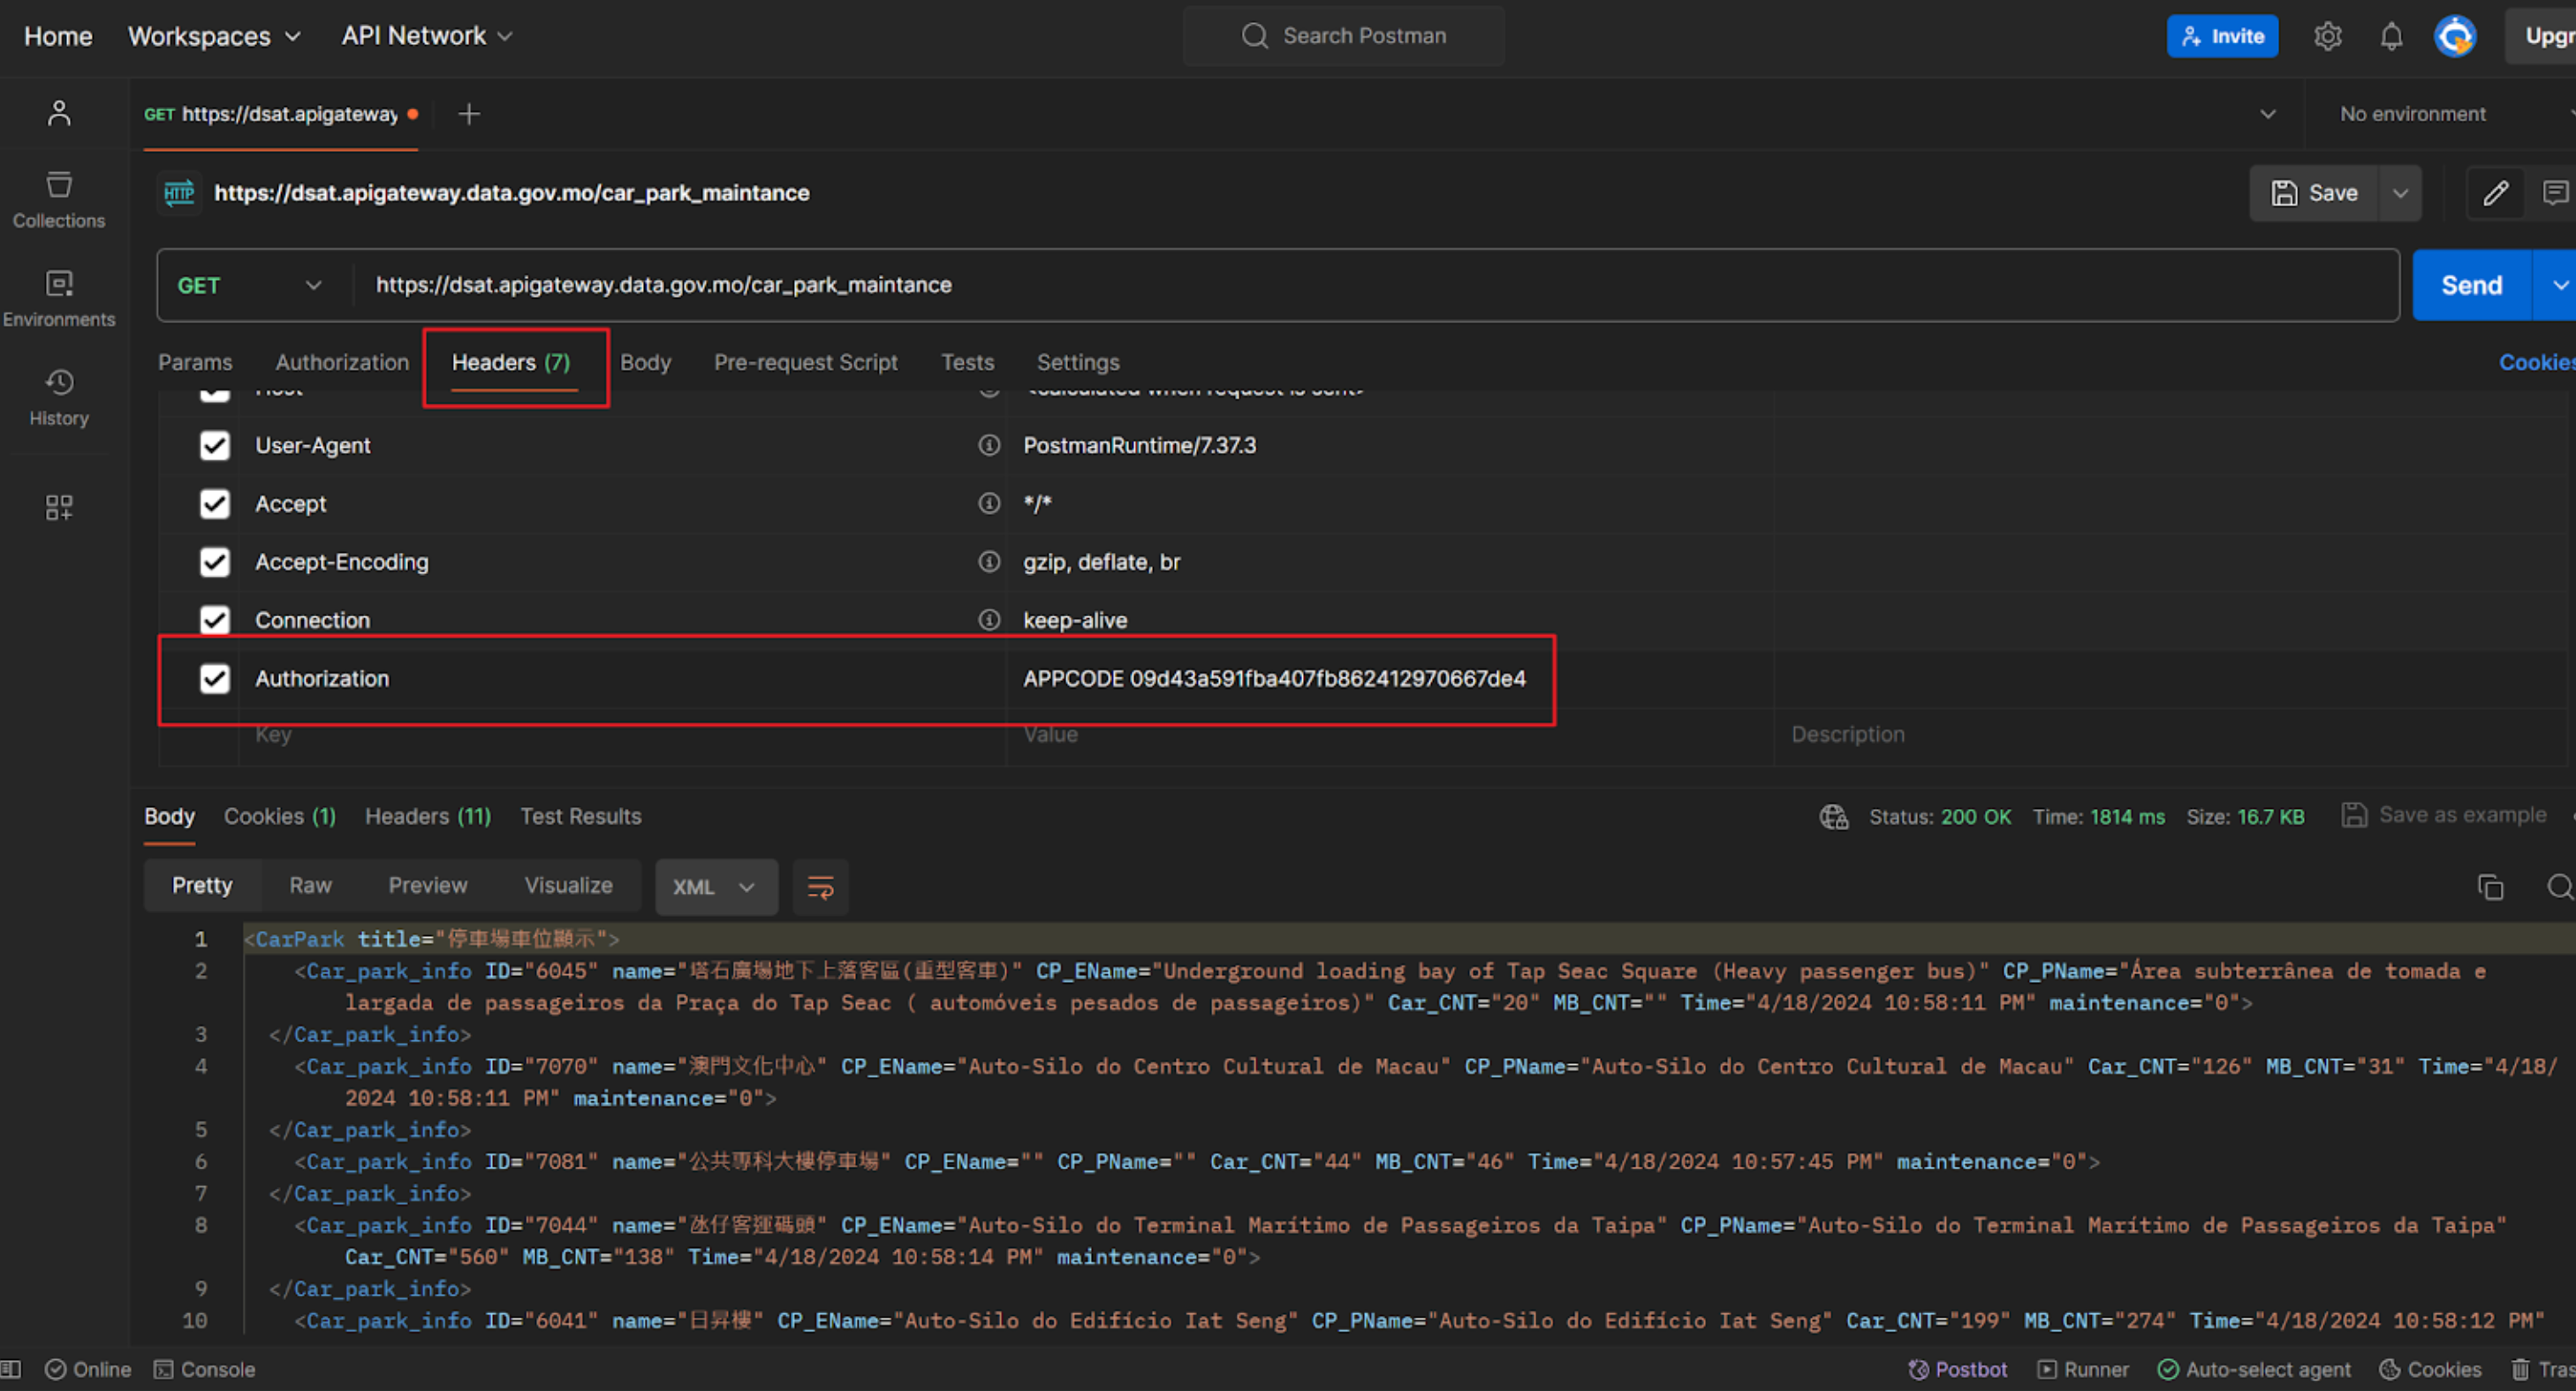 Home Workspaces API Network Search Postman Invite Upgr
GET https://dsat.apigateway No environment
HTTP https://dsat.apigateway.data.gov.mo/car_park_maintance Save
Collections
GET https://dsat.apigateway.data.gov.mo/car_park_maintance Send
Environments
Params Authorization Headers (7) Body Pre-request Script Tests Settings Cookies
Host <calculated when request is sent>
History
User-Agent PostmanRuntime/7.37.3
Accept */*
Accept-Encoding gzip, deflate, br
Connection keep-alive
Authorization APPCODE 09d43a591fba407fb862412970667de4
Key Value Description
Body Cookies (1) Headers (11) Test Results Status: 200 OK Time: 1814 ms Size: 16.7 KB Save as example
Pretty Raw Preview Visualize XML
1 <CarPark title="停車場車位顯示">
2 <Car_park_info ID="6045" name="塔石廣場地下上落客區(重型客車)" CP_EName="Underground loading bay of Tap Seac Square (Heavy passenger bus)" CP_PName="Área subterrânea de tomada e
largada de passageiros da Praça do Tap Seac ( automóveis pesados de passageiros)" Car_CNT="20" MB_CNT="" Time="4/18/2024 10:58:11 PM" maintenance="0">
3 </Car_park_info>
4 <Car_park_info ID="7070" name="澳門文化中心" CP_EName="Auto-Silo do Centro Cultural de Macau" CP_PName="Auto-Silo do Centro Cultural de Macau" Car_CNT="126" MB_CNT="31" Time="4/18/
2024 10:58:11 PM" maintenance="0">
5 </Car_park_info>
6 <Car_park_info ID="7081" name="公共專科大樓停車場" CP_EName="" CP_PName="" Car_CNT="44" MB_CNT="46" Time="4/18/2024 10:57:45 PM" maintenance="0">
7 </Car_park_info>
8 <Car_park_info ID="7044" name="氹仔客運碼頭" CP_EName="Auto-Silo do Terminal Marítimo de Passageiros da Taipa" CP_PName="Auto-Silo do Terminal Marítimo de Passageiros da Taipa"
Car_CNT="560" MB_CNT="138" Time="4/18/2024 10:58:14 PM" maintenance="0">
9 </Car_park_info>
10 <Car_park_info ID="6041" name="日昇樓" CP_EName="Auto-Silo do Edifício Iat Seng" CP_PName="Auto-Silo do Edifício Iat Seng" Car_CNT="199" MB_CNT="274" Time="4/18/2024 10:58:12 PM"
Online Console Postbot Runner Auto-select agent Cookies Tras